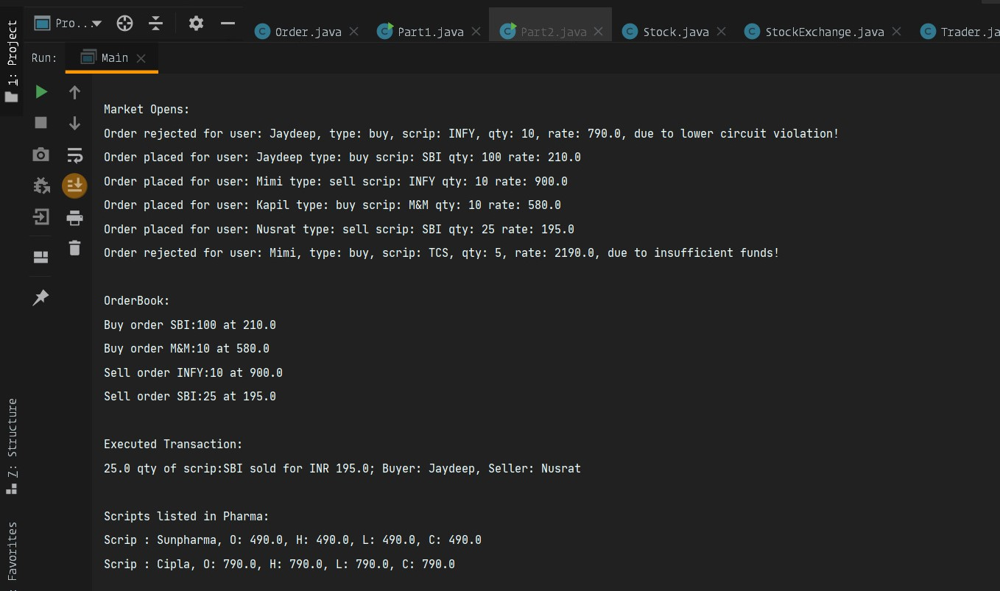 Pro...
Order.java
Part1.java
Part2.java
Stock.java
StockExchange.java
Trader.ja
1: Project
Run:
Main
Market Opens:
Order rejected for user: Jaydeep, type: buy, scrip: INFY, qty: 10, rate: 790.0, due to lower circuit violation!
Order placed for user: Jaydeep type: buy scrip: SBI qty: 100 rate: 210.0
Order placed for user: Mimi type: sell scrip: INFY qty: 10 rate: 900.0
Order placed for user: Kapil type: buy scrip: M&M qty: 10 rate: 580.0
Order placed for user: Nusrat type: sell scrip: SBI qty: 25 rate: 195.0
Order rejected for user: Mimi, type: buy, scrip: TCS, qty: 5, rate: 2190.0, due to insufficient funds!
OrderBook:
Buy order SBI:100 at 210.0
Buy order M&M:10 at 580.0
Sell order INFY:10 at 900.0
Sell order SBI:25 at 195.0
Executed Transaction:
25.0 qty of scrip:SBI sold for INR 195.0; Buyer: Jaydeep, Seller: Nusrat
Scripts listed in Pharma:
Scrip : Sunpharma, O: 490.0, H: 490.0, L: 490.0, C: 490.0
Scrip : Cipla, O: 790.0, H: 790.0, L: 790.0, C: 790.0
Z: Structure
Favorites